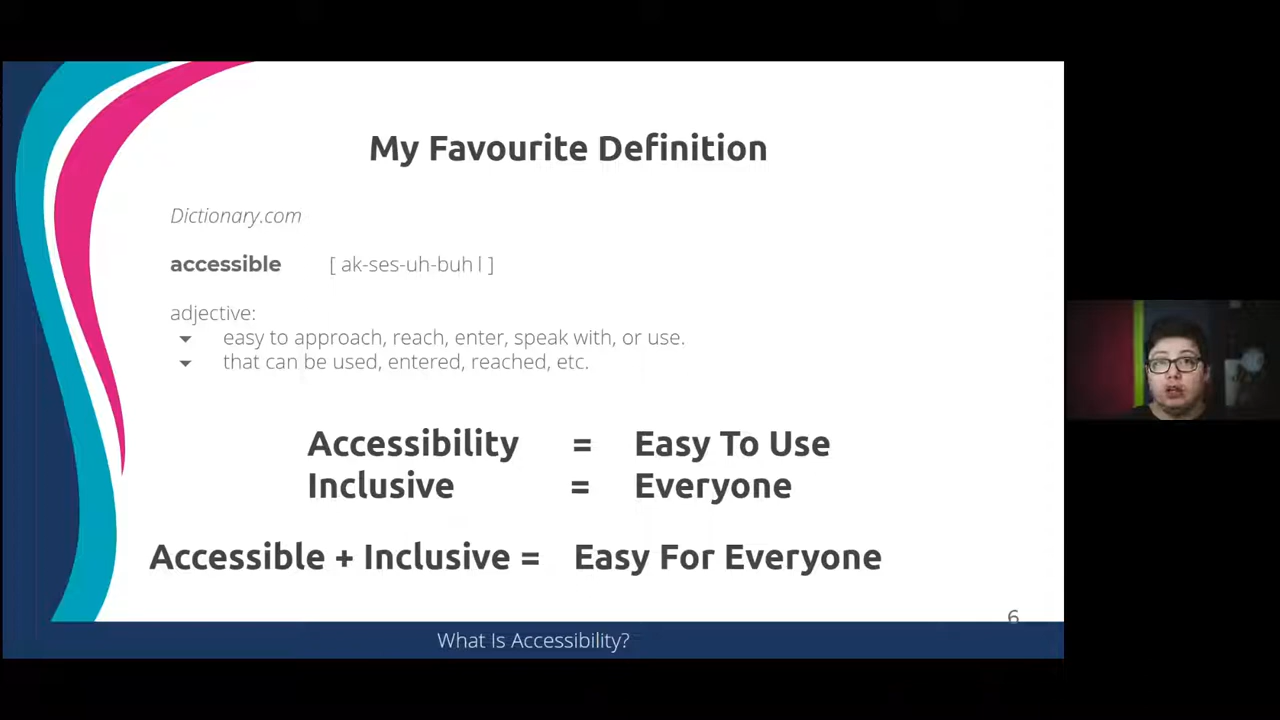 My Favourite Definition
Dictionary.com
accessible [ ak-ses-uh-buh l ]
adjective:
easy to approach, reach, enter, speak with, or use.
that can be used, entered, reached, etc.
Accessibility = Easy To Use
Inclusive = Everyone
Accessible + Inclusive = Easy For Everyone
6
What Is Accessibility?